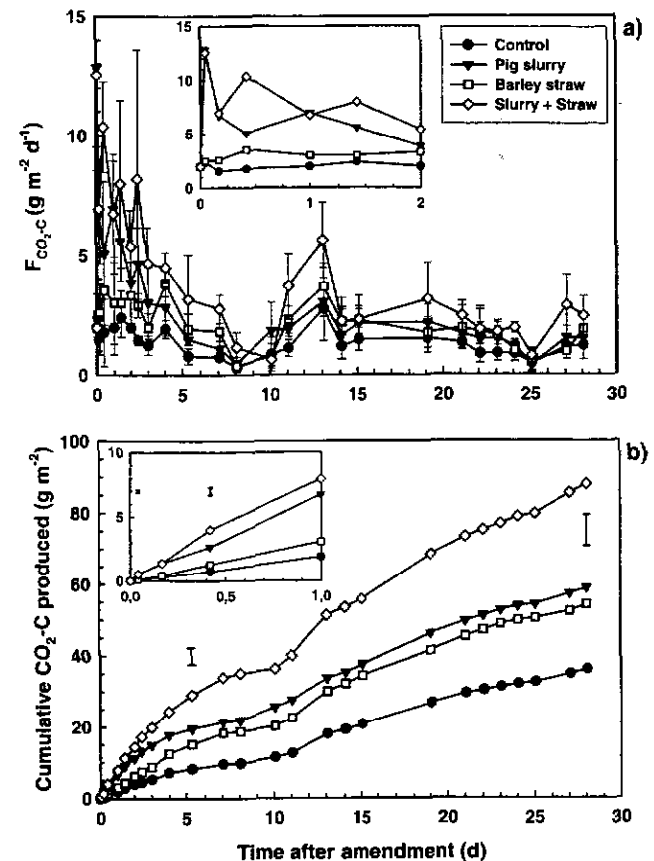 a)
15
10
5
0
F_CO₂-C (g m⁻² d⁻¹)
15
10
5
0
0 1 2
Control
Pig slurry
Barley straw
Slurry + Straw
0 5 10 15 20 25 30
b)
100
80
60
40
20
0
Cumulative CO₂-C produced (g m⁻²)
10
5
0
0,0 0,5 1,0
0 5 10 15 20 25 30
Time after amendment (d)